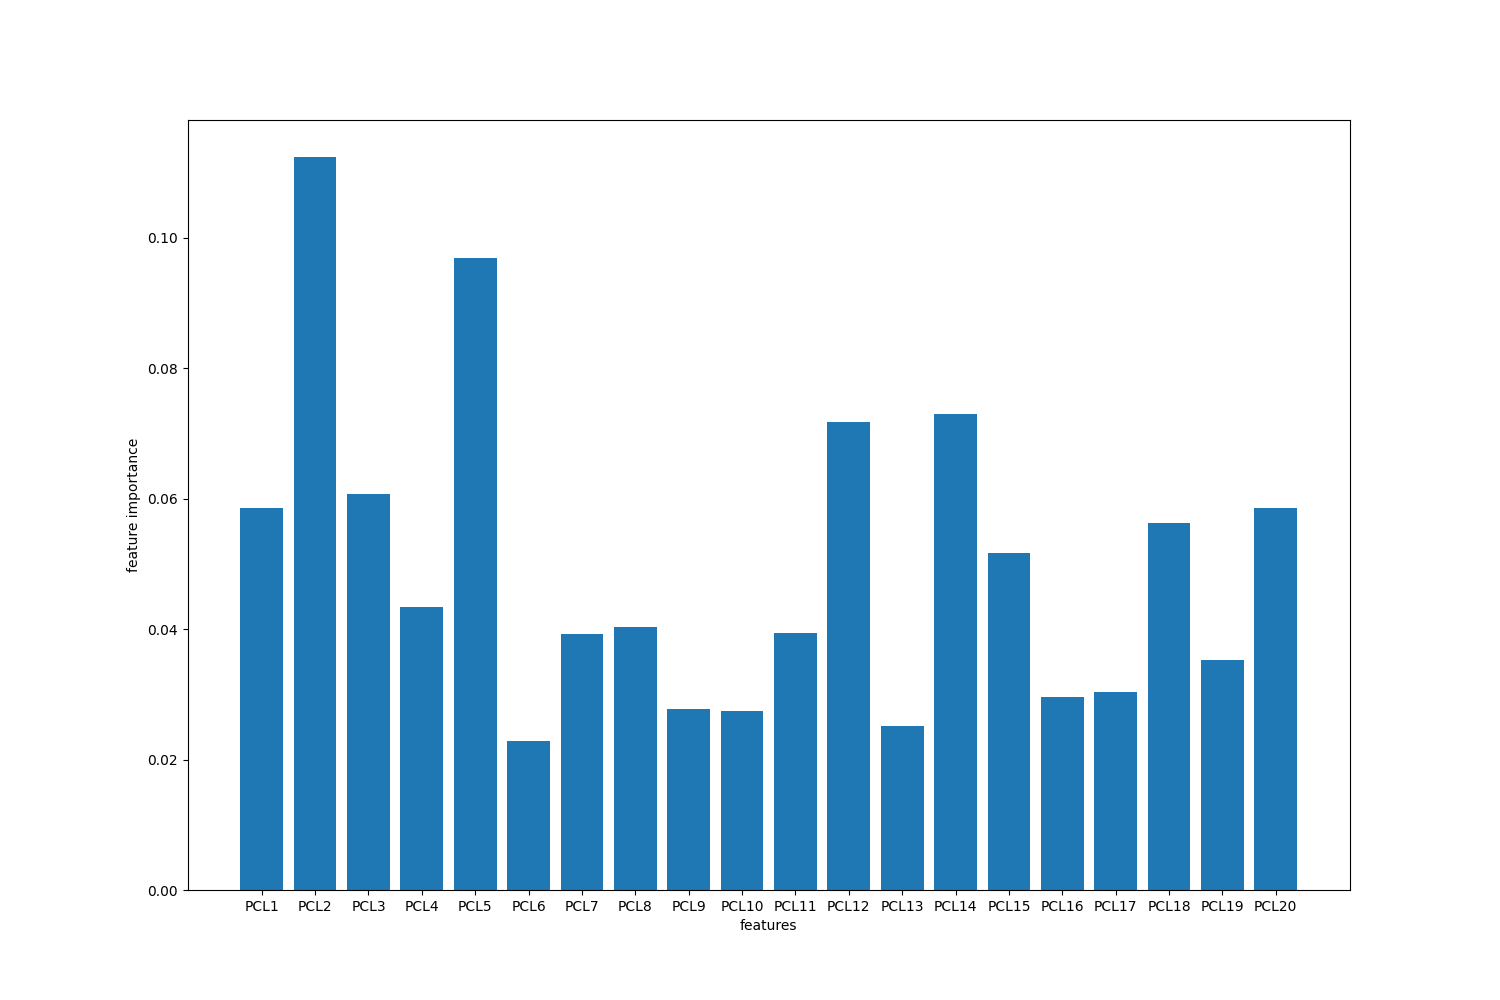 0.10
0.08
0.06
0.04
0.02
0.00
feature importance
PCL1 PCL2 PCL3 PCL4 PCL5 PCL6 PCL7 PCL8 PCL9 PCL10 PCL11 PCL12 PCL13 PCL14 PCL15 PCL16 PCL17 PCL18 PCL19 PCL20
features